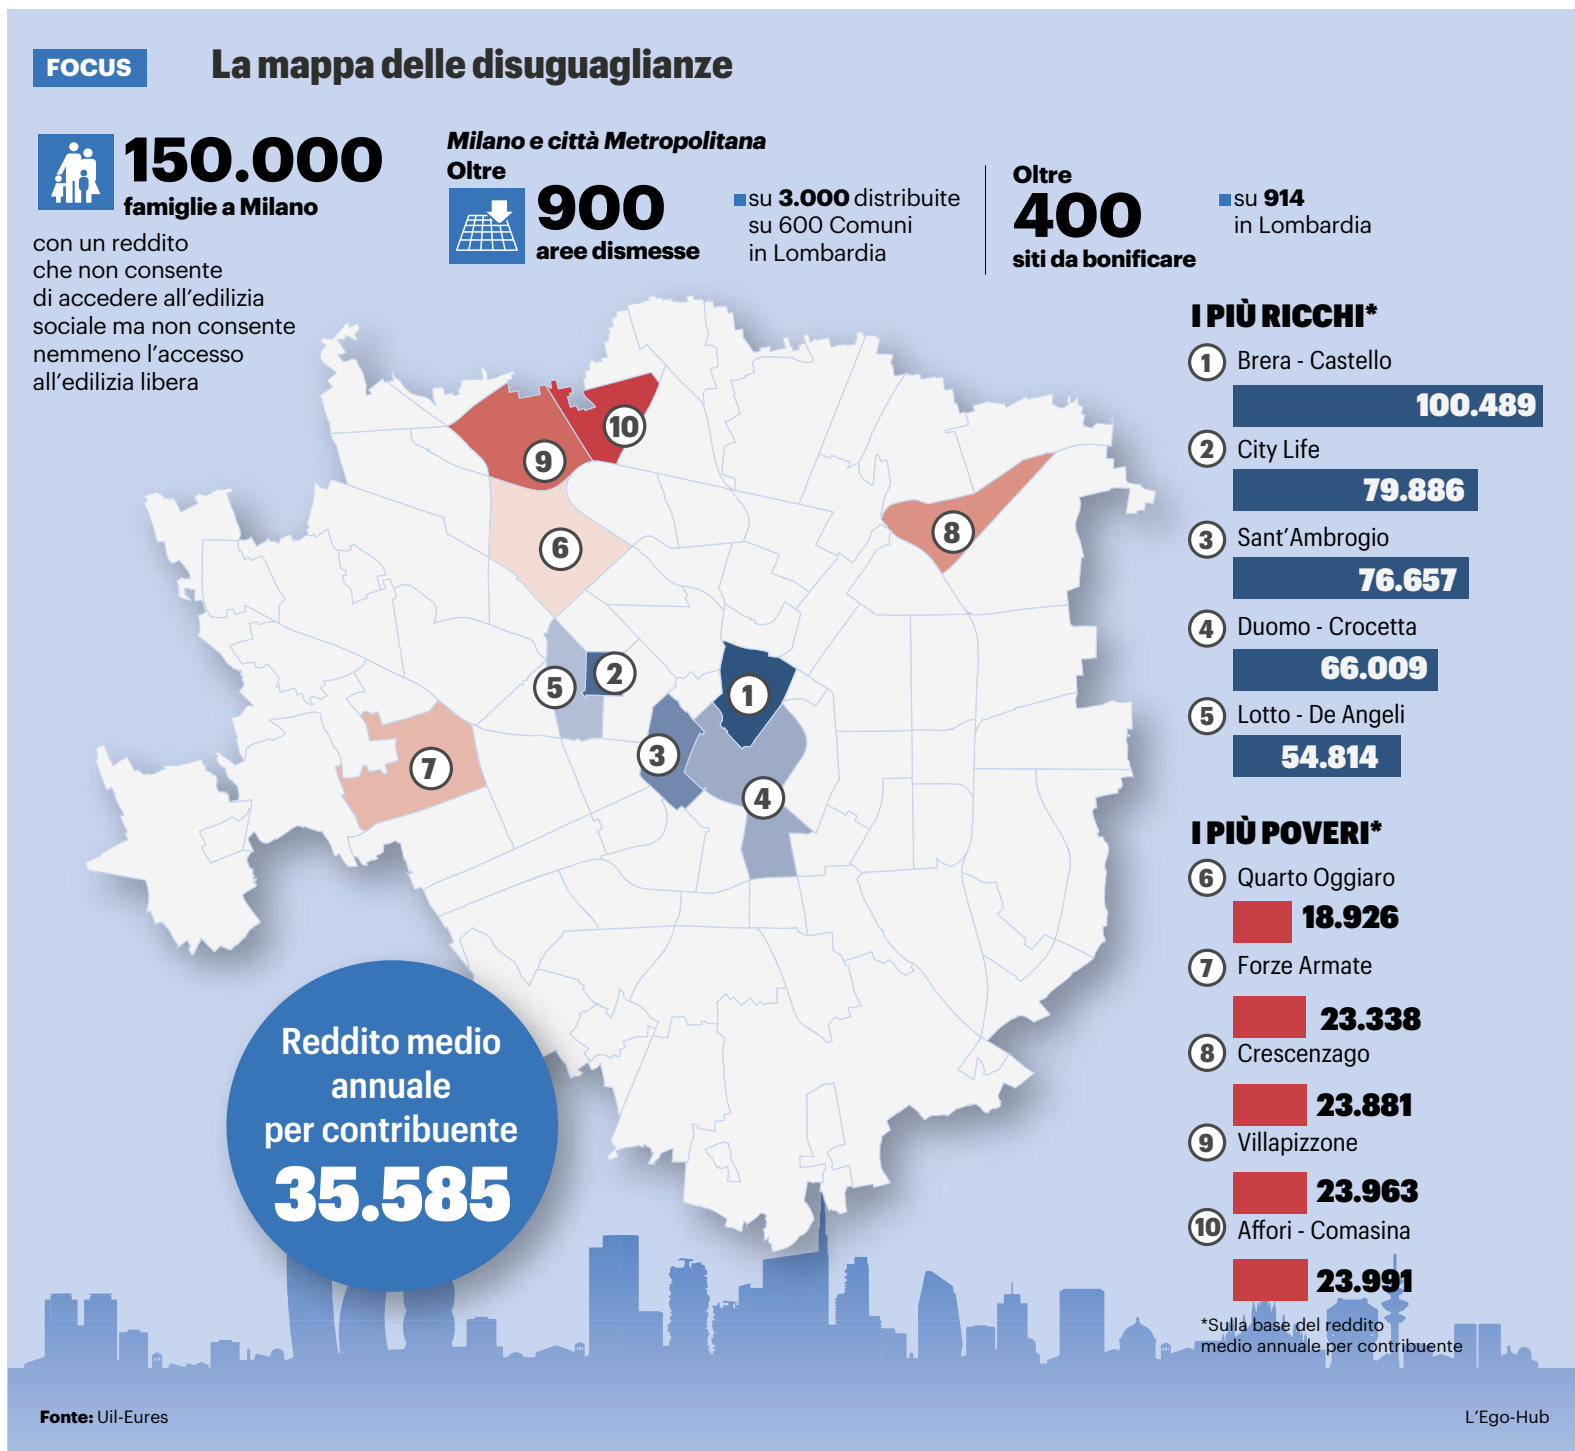 FOCUS
La mappa delle disuguaglianze
150.000
famiglie a Milano
con un reddito
che non consente
di accedere all'edilizia
sociale ma non consente
nemmeno l'accesso
all'edilizia libera
Milano e città Metropolitana
Oltre
900
aree dismesse
su 3.000 distribuite
su 600 Comuni
in Lombardia
Oltre
400
siti da bonificare
su 914
in Lombardia
10
9
8
6
5
2
1
3
7
4
I PIÙ RICCHI*
1 Brera - Castello
100.489
2 City Life
79.886
3 Sant'Ambrogio
76.657
4 Duomo - Crocetta
66.009
5 Lotto - De Angeli
54.814
I PIÙ POVERI*
6 Quarto Oggiaro
18.926
7 Forze Armate
23.338
8 Crescenzago
23.881
9 Villapizzone
23.963
10 Affori - Comasina
23.991
*Sulla base del reddito
medio annuale per contribuente
Reddito medio
annuale
per contribuente
35.585
Fonte: Uil-Eures
L'Ego-Hub